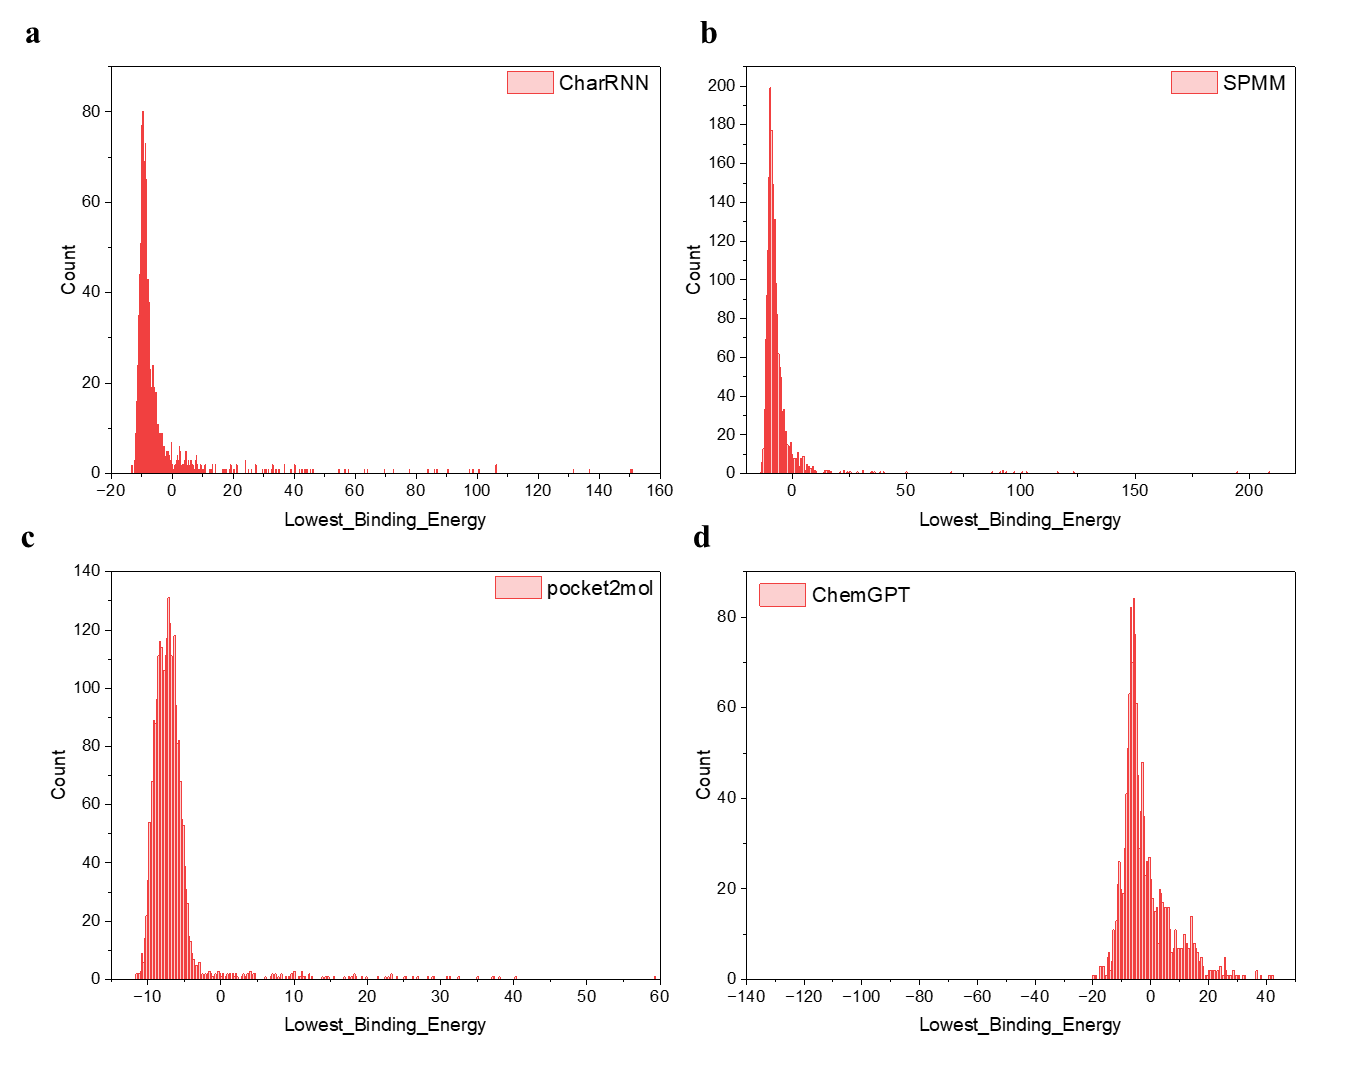 a
CharRNN
80
60
40
20
0
−20 0 20 40 60 80 100 120 140 160
Count
Lowest_Binding_Energy
b
SPMM
200
180
160
140
120
100
80
60
40
20
0
0 50 100 150 200
Count
Lowest_Binding_Energy
c
pocket2mol
140
120
100
80
60
40
20
0
−10 0 10 20 30 40 50 60
Count
Lowest_Binding_Energy
d
ChemGPT
80
60
40
20
0
−140 −120 −100 −80 −60 −40 −20 0 20 40
Count
Lowest_Binding_Energy